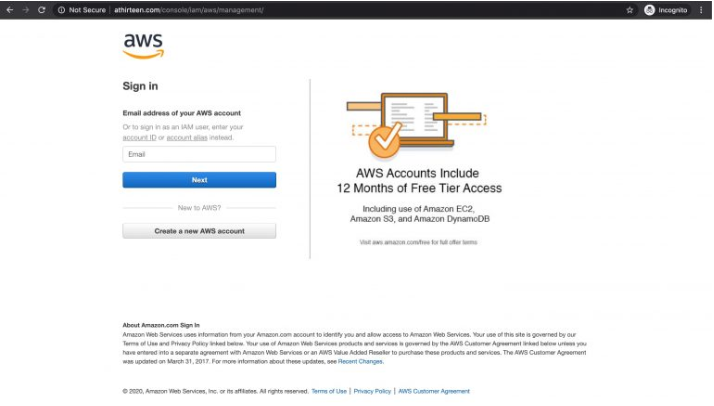 Not Secure | athirteen.com/console/iam/aws/management/ Incognito
aws
Sign in
Email address of your AWS account
Or to sign in as an IAM user, enter your
account ID or account alias instead.
Email
Next
New to AWS?
Create a new AWS account
AWS Accounts Include
12 Months of Free Tier Access
Including use of Amazon EC2,
Amazon S3, and Amazon DynamoDB
Visit aws.amazon.com/free for full offer terms
About Amazon.com Sign In
Amazon Web Services uses information from your Amazon.com account to identify you and allow access to Amazon Web Services. Your use of this site is governed by our
Terms of Use and Privacy Policy linked below. Your use of Amazon Web Services products and services is governed by the AWS Customer Agreement linked below unless you
have entered into a separate agreement with Amazon Web Services or an AWS Value Added Reseller to purchase these products and services. The AWS Customer Agreement
was updated on March 31, 2017. For more information about these updates, see Recent Changes.
© 2020, Amazon Web Services, Inc. or its affiliates. All rights reserved. Terms of Use | Privacy Policy | AWS Customer Agreement